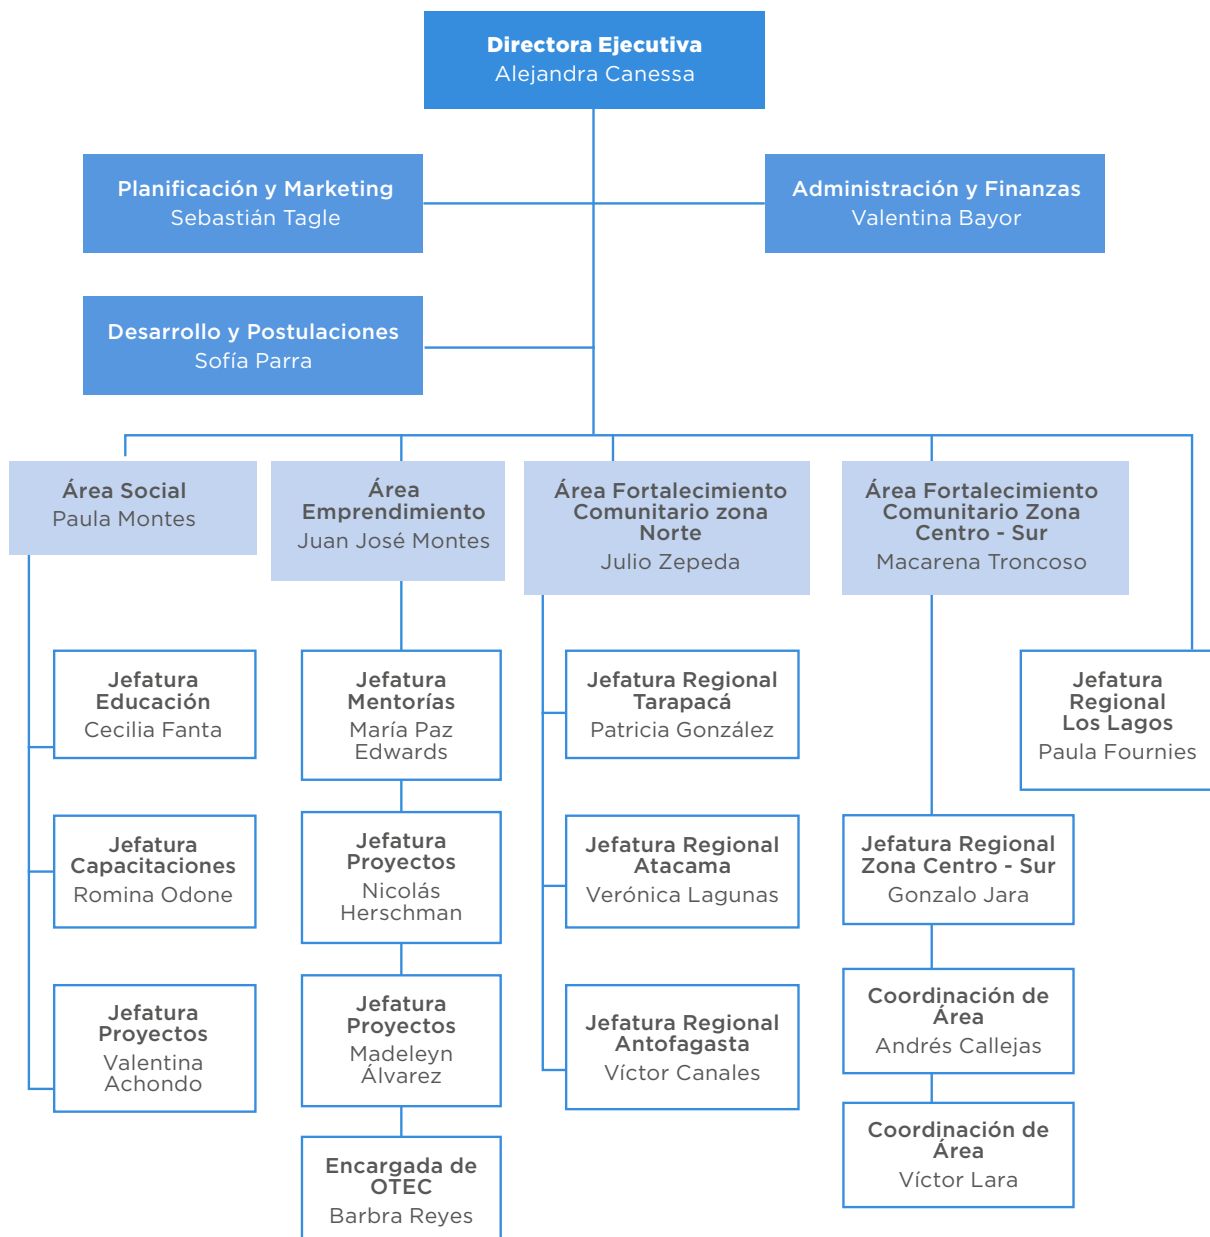 Directora Ejecutiva
Alejandra Canessa
Planificación y Marketing
Sebastián Tagle
Administración y Finanzas
Valentina Bayor
Desarrollo y Postulaciones
Sofía Parra
Área Social
Paula Montes
Área
Emprendimiento
Juan José Montes
Área Fortalecimiento
Comunitario zona
Norte
Julio Zepeda
Área Fortalecimiento
Comunitario Zona
Centro - Sur
Macarena Troncoso
Jefatura
Educación
Cecilia Fanta
Jefatura
Capacitaciones
Romina Odone
Jefatura
Proyectos
Valentina
Achondo
Jefatura
Mentorías
María Paz
Edwards
Jefatura
Proyectos
Nicolás
Herschman
Jefatura
Proyectos
Madeleyn
Álvarez
Encargada de
OTEC
Barbra Reyes
Jefatura Regional
Tarapacá
Patricia González
Jefatura Regional
Atacama
Verónica Lagunas
Jefatura Regional
Antofagasta
Víctor Canales
Jefatura Regional
Zona Centro - Sur
Gonzalo Jara
Coordinación de
Área
Andrés Callejas
Coordinación de
Área
Víctor Lara
Jefatura
Regional
Los Lagos
Paula Fournies